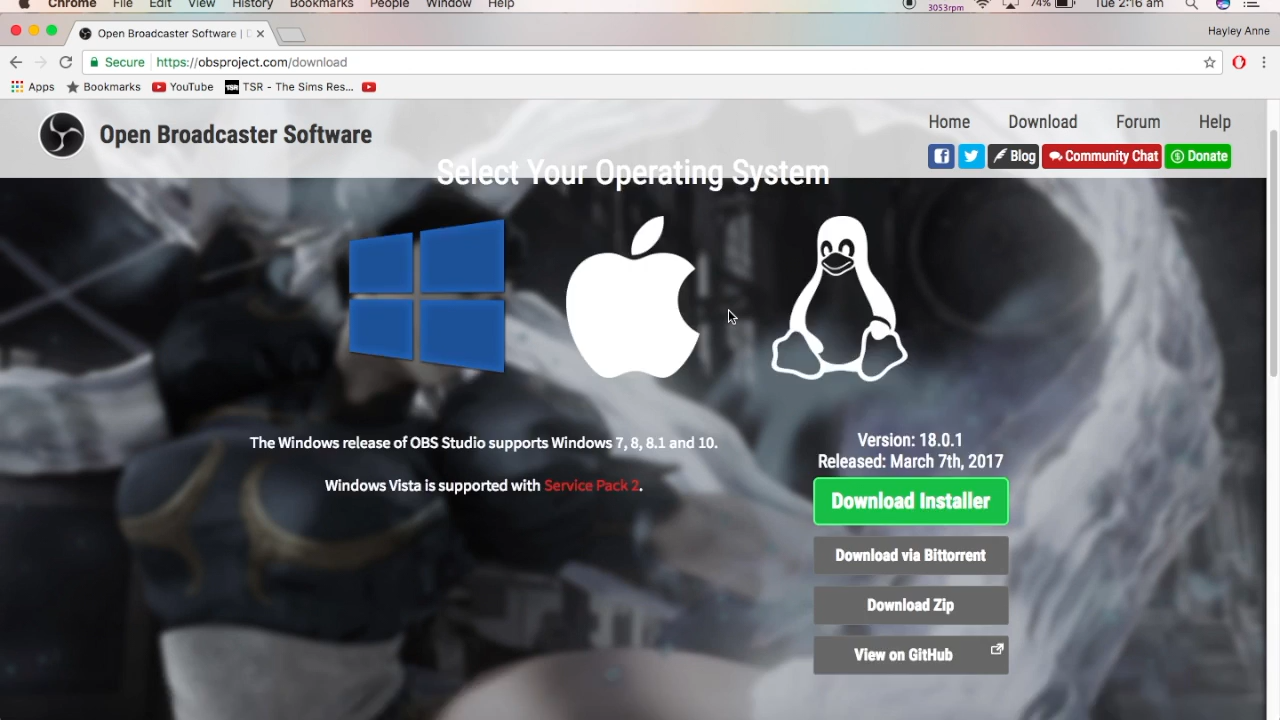 Chrome File Edit View History Bookmarks People Window Help 3053rpm 74% Tue 2:16 am
Open Broadcaster Software | Hayley Anne
Secure https://obsproject.com/download
Apps Bookmarks YouTube TSR TSR - The Sims Res...
Open Broadcaster Software
Home Download Forum Help
Blog Community Chat Donate
Select Your Operating System
The Windows release of OBS Studio supports Windows 7, 8, 8.1 and 10.
Windows Vista is supported with Service Pack 2.
Version: 18.0.1
Released: March 7th, 2017
Download Installer
Download via Bittorrent
Download Zip
View on GitHub